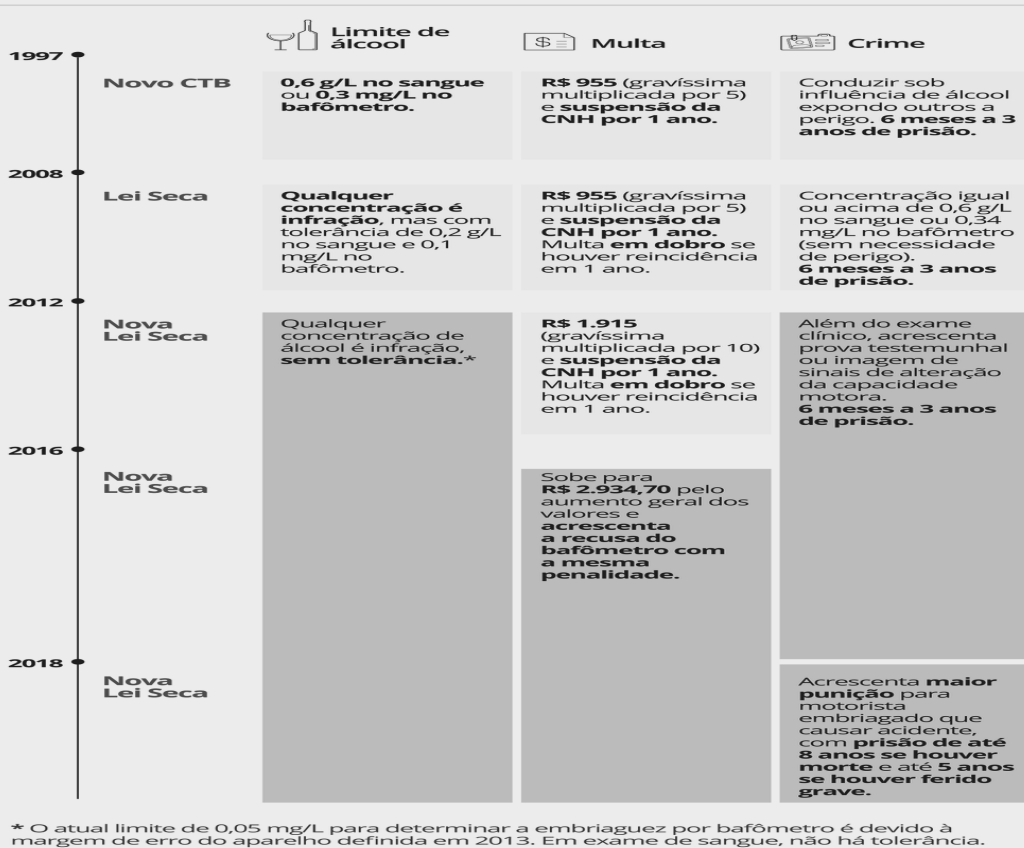 Limite de
álcool
Multa
Crime
1997
Novo CTB
0,6 g/L no sangue
ou 0,3 mg/L no
bafômetro.
R$ 955 (gravíssima
multiplicada por 5)
e suspensão da
CNH por 1 ano.
Conduzir sob
influência de álcool
expondo outros a
perigo. 6 meses a 3
anos de prisão.
2008
Lei Seca
Qualquer
concentração é
infração, mas com
tolerância de 0,2 g/L
no sangue e 0,1
mg/L no
bafômetro.
R$ 955 (gravíssima
multiplicada por 5)
e suspensão da
CNH por 1 ano.
Multa em dobro se
houver reincidência
em 1 ano.
Concentração igual
ou acima de 0,6 g/L
no sangue ou 0,34
mg/L no bafômetro
(sem necessidade
de perigo).
6 meses a 3 anos
de prisão.
2012
Nova
Lei Seca
Qualquer
concentração de
álcool é infração,
sem tolerância.*
R$ 1.915
(gravíssima
multiplicada por 10)
e suspensão da
CNH por 1 ano.
Multa em dobro se
houver reincidência
em 1 ano.
Além do exame
clínico, acrescenta
prova testemunhal
ou imagem de
sinais de alteração
da capacidade
motora.
6 meses a 3 anos
de prisão.
2016
Nova
Lei Seca
Sobe para
R$ 2.934,70 pelo
aumento geral dos
valores e
acrescenta
a recusa do
bafômetro com
a mesma
penalidade.
2018
Nova
Lei Seca
Acrescenta maior
punição para
motorista
embriagado que
causar acidente,
com prisão de até
8 anos se houver
morte e até 5 anos
se houver ferido
grave.
* O atual limite de 0,05 mg/L para determinar a embriaguez por bafômetro é devido à
margem de erro do aparelho definida em 2013. Em exame de sangue, não há tolerância.